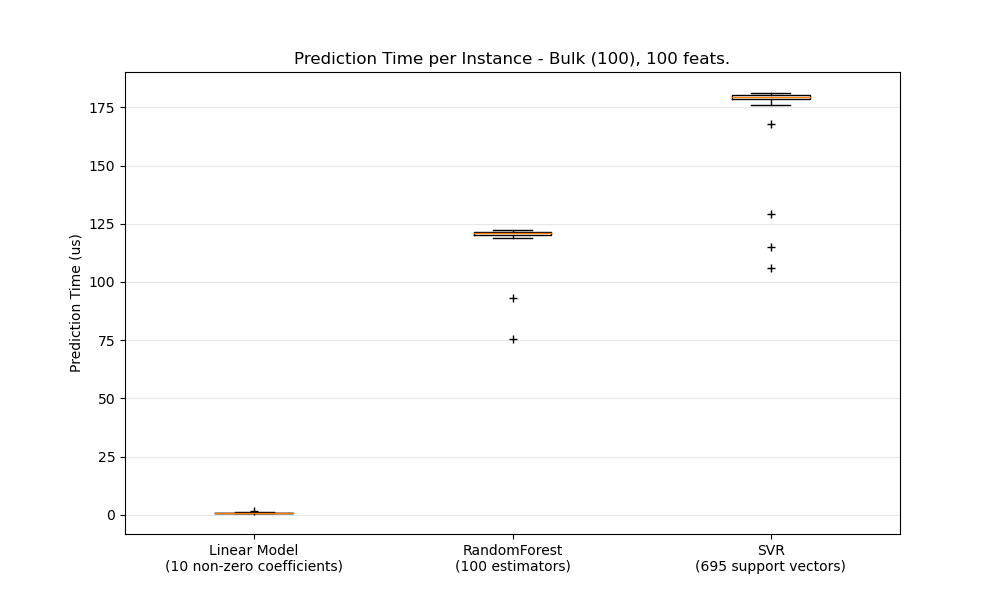 Prediction Time per Instance - Bulk (100), 100 feats.
Prediction Time (us)
175
150
125
100
75
50
25
0
Linear Model
(10 non-zero coefficients)
RandomForest
(100 estimators)
SVR
(695 support vectors)